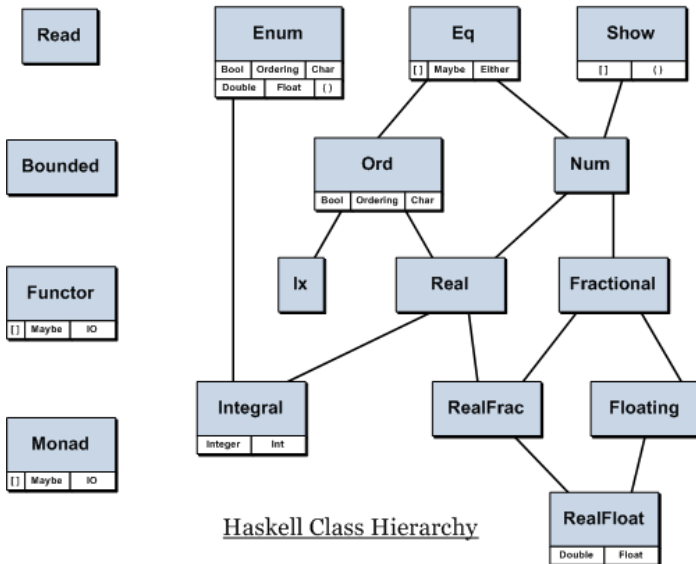 Read
Enum
Bool Ordering Char
Double Float ( )
Eq
[ ] Maybe Either
Show
[ ] ( )
Bounded
Ord
Bool Ordering Char
Num
Functor
[ ] Maybe IO
Ix
Real
Fractional
Integral
Integer Int
RealFrac
Floating
Monad
[ ] Maybe IO
RealFloat
Double Float
Haskell Class Hierarchy